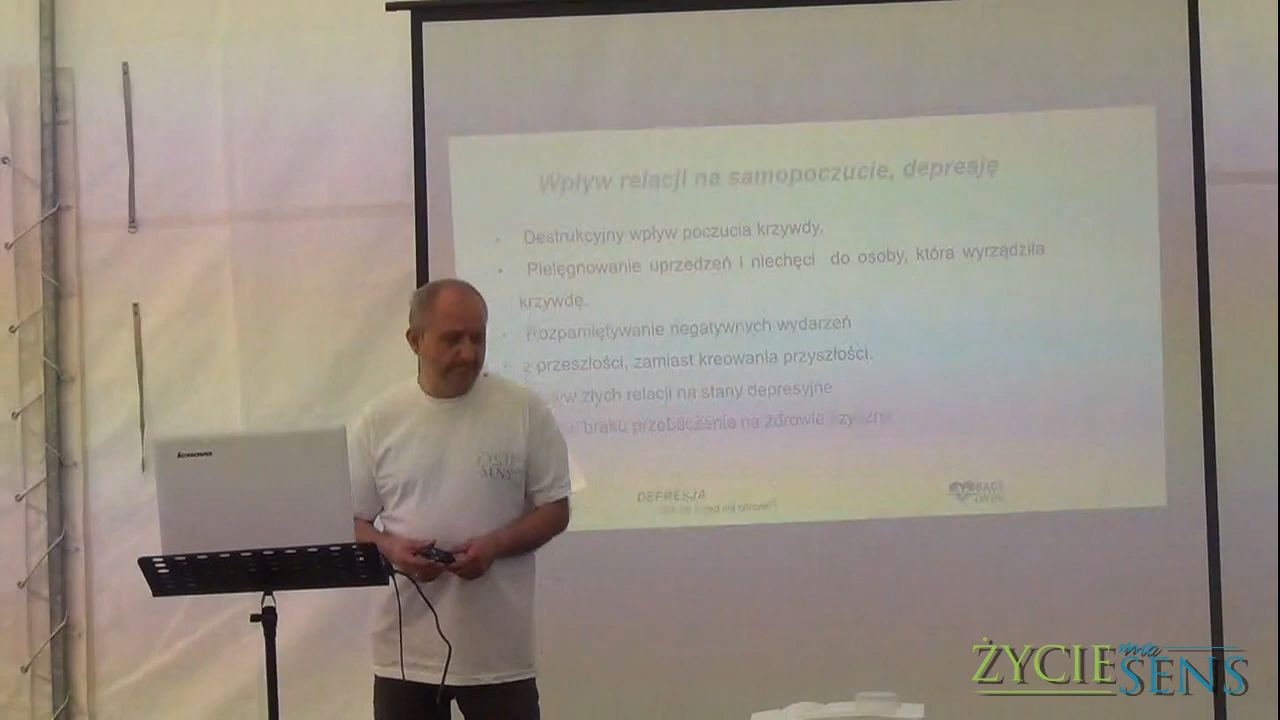 Wpływ relacji na samopoczucie, depresję
Destrukcyjny wpływ poczucia krzywdy.
Pielęgnowanie uprzedzeń i niechęci do osoby, która wyrządziła
krzywdę.
Rozpamiętywanie negatywnych wydarzeń
z przeszłości, zamiast kreowania przyszłości.
złych relacji na stany depresyjne
braku przebaczenia na zdrowie
DEPRESJA
lenovo
ŻYCIE
SENS
ŻYCIE ma
SENS